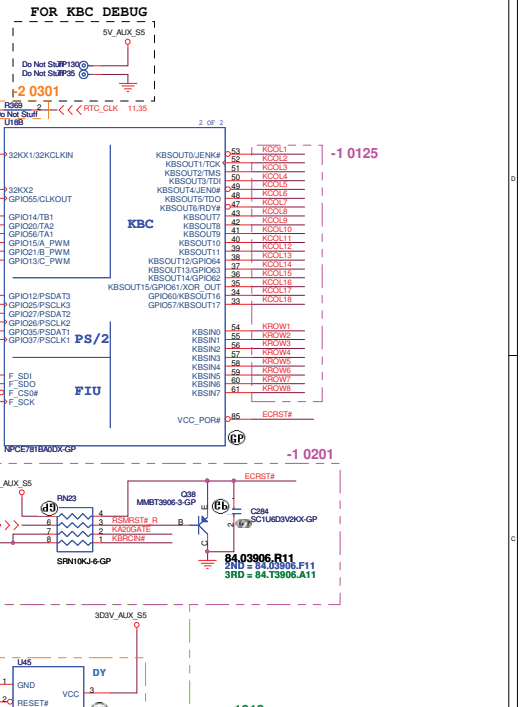 FOR KBC DEBUG
5V_AUX_S5
Do Not Stuff TP130
Do Not Stuff TP35
-2 0301
R369
2
RTC_CLK 11,35
Do Not Stuff
U18B
2 OF 2
32KX1/32KCLKIN
32KX2
GPIO55/CLKOUT
GPIO14/TB1
GPIO20/TA2
GPIO56/TA1
GPIO15/A_PWM
GPIO21/B_PWM
GPIO13/C_PWM
KBC
GPIO12/PSDAT3
GPIO25/PSCLK3
GPIO27/PSDAT2
GPIO26/PSCLK2
GPIO35/PSDAT1
GPIO37/PSCLK1
PS/2
F_SDI
F_SDO
F_CS0#
F_SCK
FIU
KBSOUT0/JENK# 53 KCOL1
KBSOUT1/TCK 52 KCOL2
KBSOUT2/TMS 51 KCOL3
KBSOUT3/TDI 50 KCOL4
KBSOUT4/JEN0# 49 KCOL5
KBSOUT5/TDO 48 KCOL6
KBSOUT6/RDY# 47 KCOL7
KBSOUT7 43 KCOL8
KBSOUT8 42 KCOL9
KBSOUT9 41 KCOL10
KBSOUT10 40 KCOL11
KBSOUT11 39 KCOL12
KBSOUT12/GPIO64 38 KCOL13
KBSOUT13/GPIO63 37 KCOL14
KBSOUT14/GPIO62 36 KCOL15
KBSOUT15/GPIO61/XOR_OUT 35 KCOL16
GPIO60/KBSOUT16 34 KCOL17
GPIO57/KBSOUT17 33 KCOL18
-1 0125
KBSIN0 54 KROW1
KBSIN1 55 KROW2
KBSIN2 56 KROW3
KBSIN3 57 KROW4
KBSIN4 58 KROW5
KBSIN5 59 KROW6
KBSIN6 60 KROW7
KBSIN7 61 KROW8
VCC_POR# 85 ECRST#
NPCE781BA0DX-GP
GP
D
-1 0201
AUX_S5
RN23
6
7
8
4
3 RSMRST#_R
2 KA20GATE
1 KBRCIN#
SRN10KJ-6-GP
ECRST#
Q38
MMBT3906-3-GP
E
B
C
C284
SC1U6D3V2KX-GP
2
84.03906.R11
2ND = 84.03906.F11
3RD = 84.T3906.A11
C
3D3V_AUX_S5
U45
DY
1 GND
VCC 3
2 RESET#